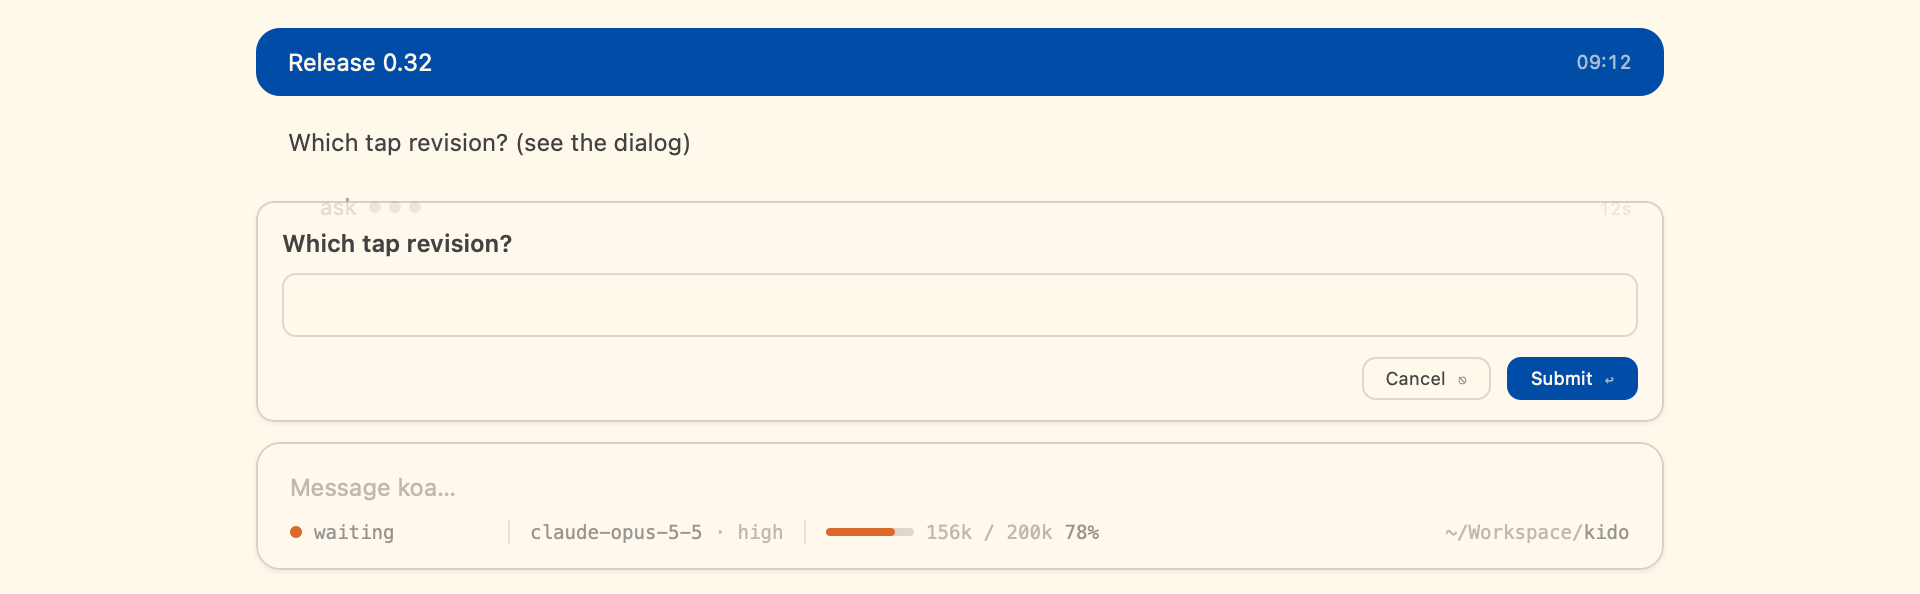 Release 0.32 09:12
Which tap revision? (see the dialog)
ask 12s
Which tap revision?
Cancel
Submit
Message koa...
waiting claude-opus-5-5 · high 156k / 200k 78% ~/Workspace/kido